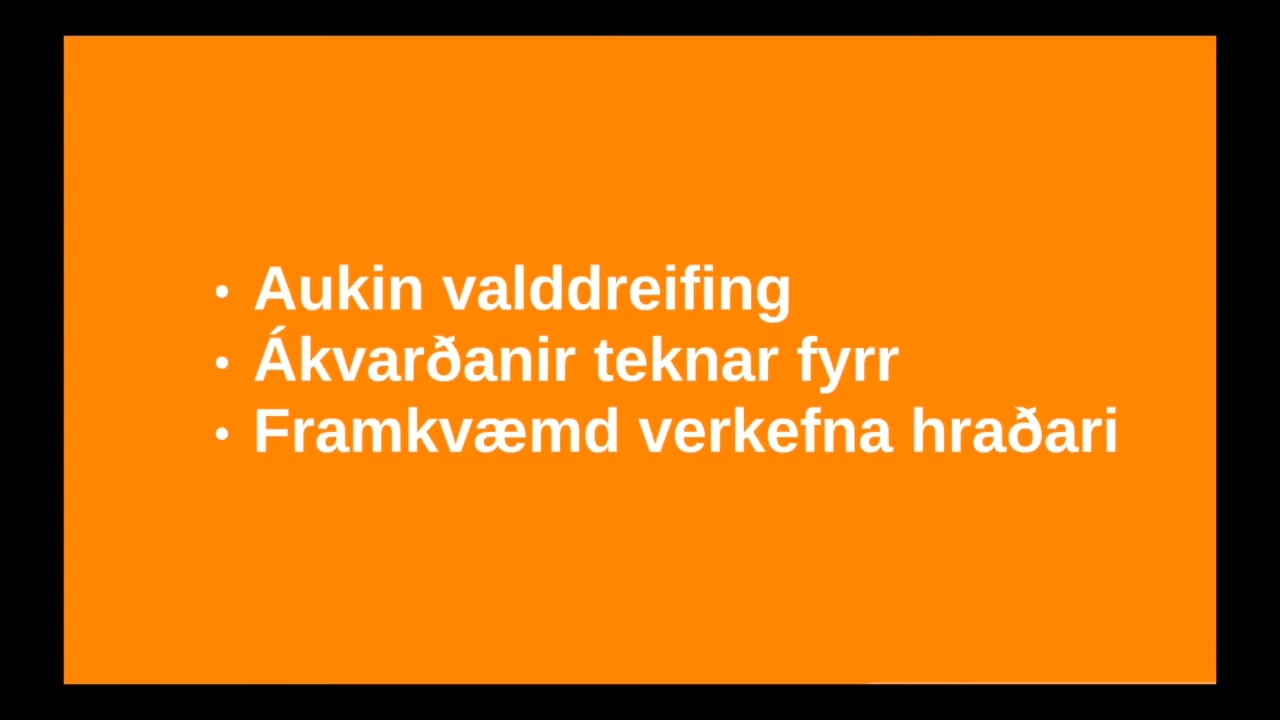 • Aukin valddreifing
• Ákvarðanir teknar fyrr
• Framkvæmd verkefna hraðari